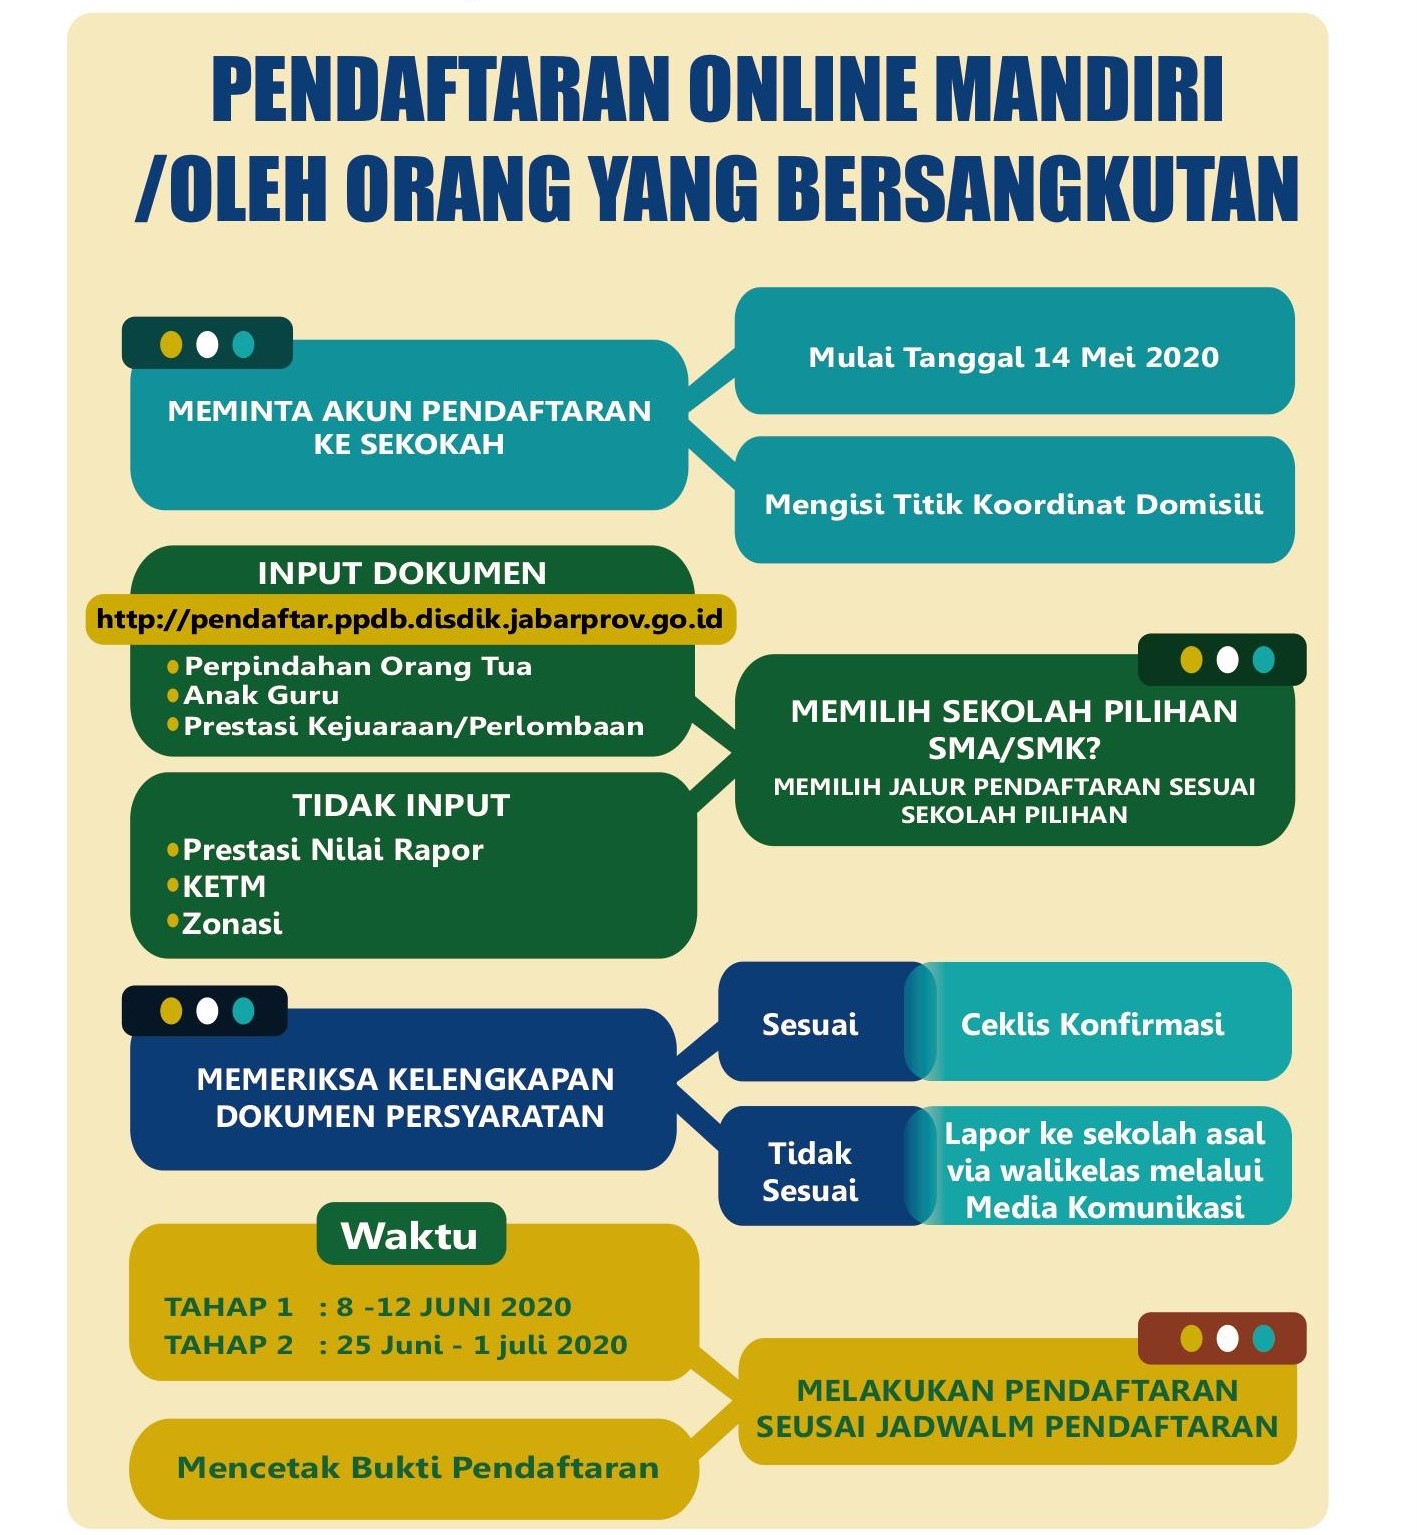 PENDAFTARAN ONLINE MANDIRI
/OLEH ORANG YANG BERSANGKUTAN
MEMINTA AKUN PENDAFTARAN
KE SEKOKAH
Mulai Tanggal 14 Mei 2020
Mengisi Titik Koordinat Domisili
INPUT DOKUMEN
http://pendaftar.ppdb.disdik.jabarprov.go.id
• Perpindahan Orang Tua
• Anak Guru
• Prestasi Kejuaraan/Perlombaan
MEMILIH SEKOLAH PILIHAN
SMA/SMK?
MEMILIH JALUR PENDAFTARAN SESUAI
SEKOLAH PILIHAN
TIDAK INPUT
• Prestasi Nilai Rapor
• KETM
• Zonasi
MEMERIKSA KELENGKAPAN
DOKUMEN PERSYARATAN
Sesuai
Ceklis Konfirmasi
Tidak
Sesuai
Lapor ke sekolah asal
via walikelas melalui
Media Komunikasi
Waktu
TAHAP 1 : 8 -12 JUNI 2020
TAHAP 2 : 25 Juni - 1 juli 2020
MELAKUKAN PENDAFTARAN
SEUSAI JADWALM PENDAFTARAN
Mencetak Bukti Pendaftaran